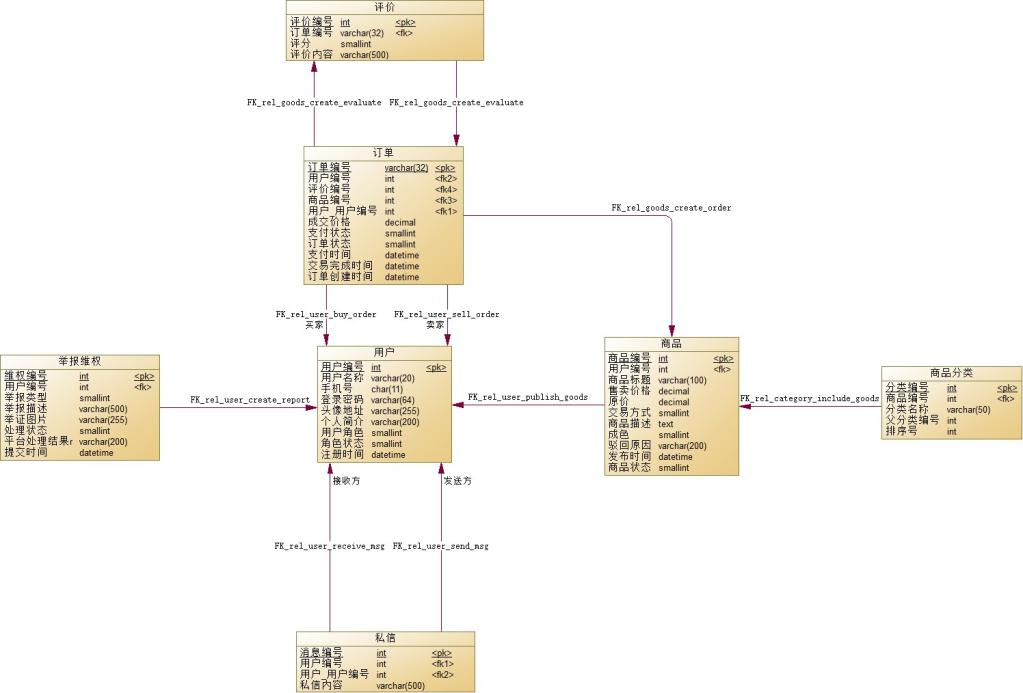 评价
评价编号 int <pk>
订单编号 varchar(32) <fk>
评分 smallint
评价内容 varchar(500)
FK_rel_goods_create_evaluate FK_rel_goods_create_evaluate
订单
订单编号 varchar(32) <pk>
用户编号 int <fk2>
评价编号 int <fk4>
商品编号 int <fk3>
用户_用户编号 int <fk1>
成交价格 decimal
支付状态 smallint
订单状态 smallint
支付时间 datetime
交易完成时间 datetime
订单创建时间 datetime
FK_rel_goods_create_order
FK_rel_user_buy_order
买家
FK_rel_user_sell_order
卖家
举报维权
维权编号 int <pk>
用户编号 int <fk>
举报类型 smallint
举报描述 varchar(500)
举证图片 varchar(255)
处理状态 smallint
平台处理结果r varchar(200)
提交时间 datetime
FK_rel_user_create_report
用户
用户编号 int <pk>
用户名称 varchar(20)
手机号 char(11)
登录密码 varchar(64)
头像地址 varchar(255)
个人简介 varchar(200)
用户角色 smallint
角色状态 smallint
注册时间 datetime
FK_rel_user_publish_goods
商品
商品编号 int <pk>
用户编号 int <fk>
商品标题 varchar(100)
售卖价格 decimal
原价 decimal
交易方式 smallint
商品描述 text
成色 smallint
驳回原因 varchar(200)
发布时间 datetime
商品状态 smallint
FK_rel_category_include_goods
商品分类
分类编号 int <pk>
商品编号 int <fk>
分类名称 varchar(50)
父分类编号 int
排序号 int
接收方
发送方
FK_rel_user_receive_msg FK_rel_user_send_msg
私信
消息编号 int <pk>
用户编号 int <fk1>
用户_用户编号 int <fk2>
私信内容 varchar(500)